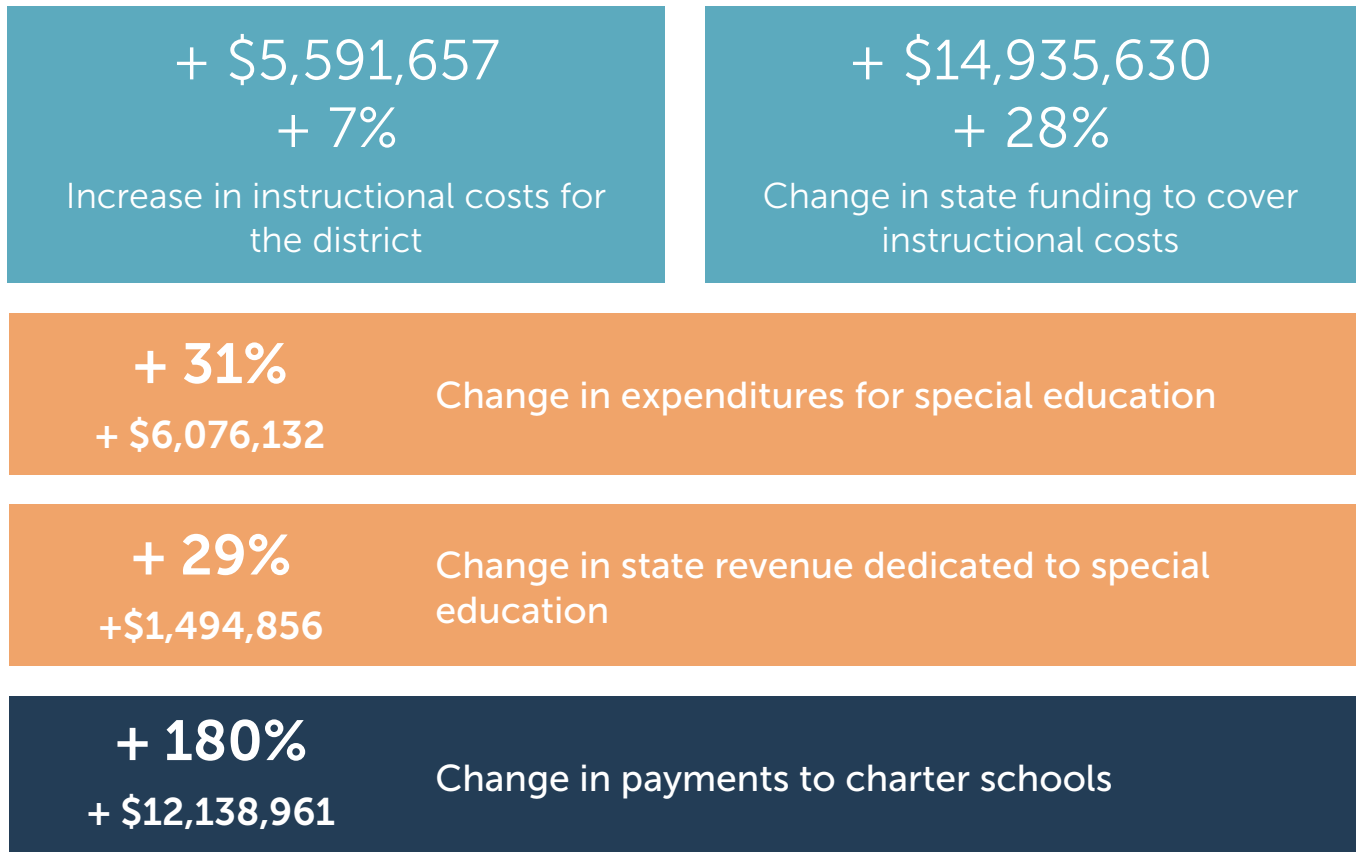 + $5,591,657
+ 7%
Increase in instructional costs for
the district
+ $14,935,630
+ 28%
Change in state funding to cover
instructional costs
+ 31%
+ $6,076,132
Change in expenditures for special education
+ 29%
+$1,494,856
Change in state revenue dedicated to special
education
+ 180%
+ $12,138,961
Change in payments to charter schools